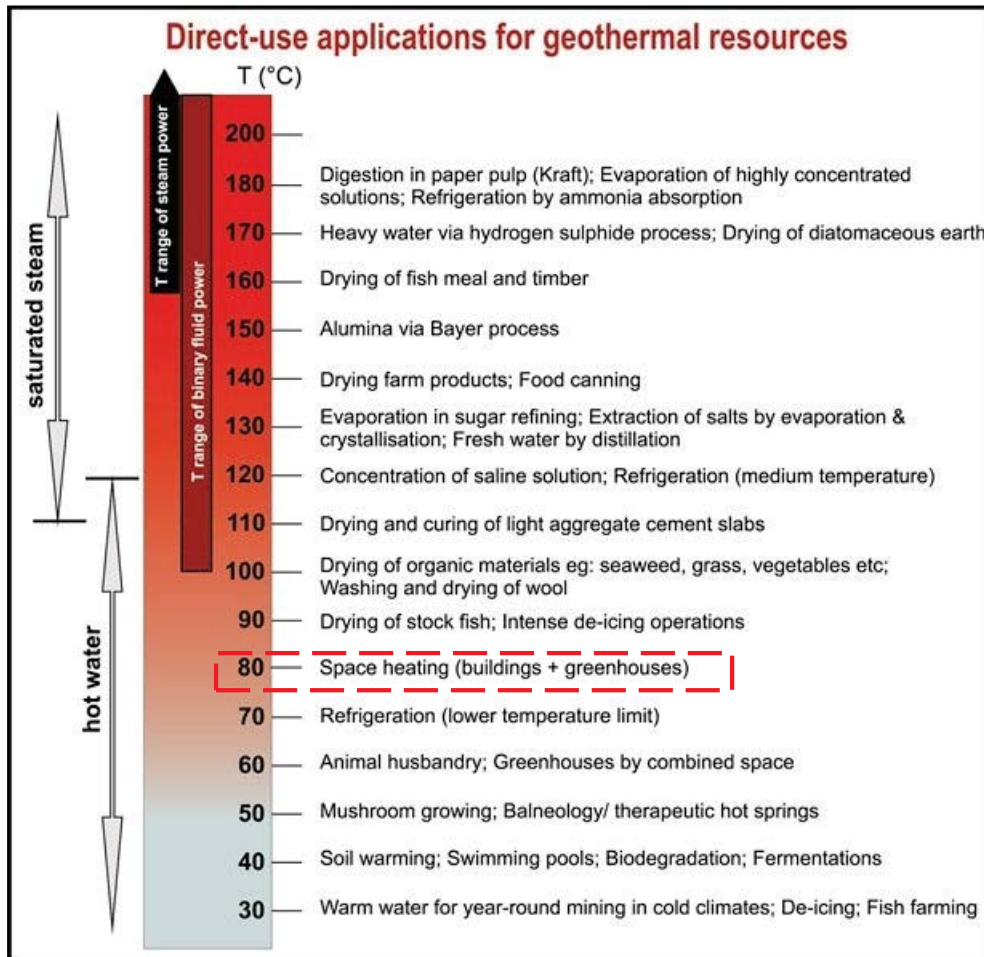 Direct-use applications for geothermal resources
T (°C)
saturated steam
hot water
T range of steam power
T range of binary fluid power
200
180 Digestion in paper pulp (Kraft); Evaporation of highly concentrated
solutions; Refrigeration by ammonia absorption
170 Heavy water via hydrogen sulphide process; Drying of diatomaceous earth
160 Drying of fish meal and timber
150 Alumina via Bayer process
140 Drying farm products; Food canning
130 Evaporation in sugar refining; Extraction of salts by evaporation &
crystallisation; Fresh water by distillation
120 Concentration of saline solution; Refrigeration (medium temperature)
110 Drying and curing of light aggregate cement slabs
100 Drying of organic materials eg: seaweed, grass, vegetables etc;
Washing and drying of wool
90 Drying of stock fish; Intense de-icing operations
80 Space heating (buildings + greenhouses)
70 Refrigeration (lower temperature limit)
60 Animal husbandry; Greenhouses by combined space
50 Mushroom growing; Balneology/ therapeutic hot springs
40 Soil warming; Swimming pools; Biodegradation; Fermentations
30 Warm water for year-round mining in cold climates; De-icing; Fish farming